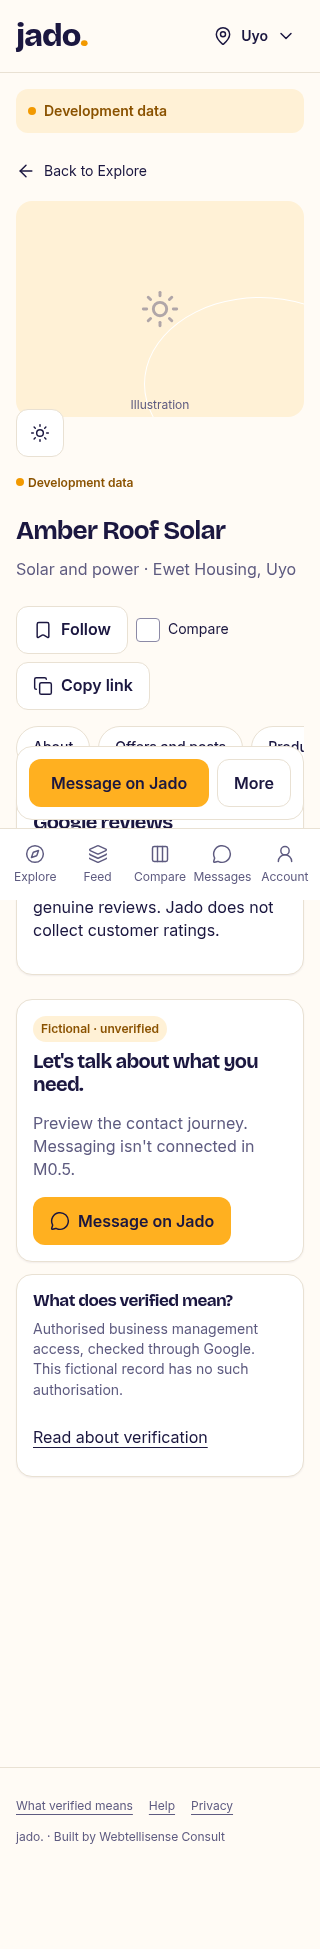 jado.
Uyo
Development data
Back to Explore
Illustration
Development data
Amber Roof Solar
Solar and power · Ewet Housing, Uyo
Follow
Compare
Copy link
About
Offers and posts
Message on Jado
More
Google reviews
Explore
Feed
Compare
Messages
Account
genuine reviews. Jado does not
collect customer ratings.
Fictional · unverified
Let's talk about what you
need.
Preview the contact journey.
Messaging isn't connected in
M0.5.
Message on Jado
What does verified mean?
Authorised business management
access, checked through Google.
This fictional record has no such
authorisation.
Read about verification
What verified means
Help
Privacy
jado. · Built by Webtellisense Consult